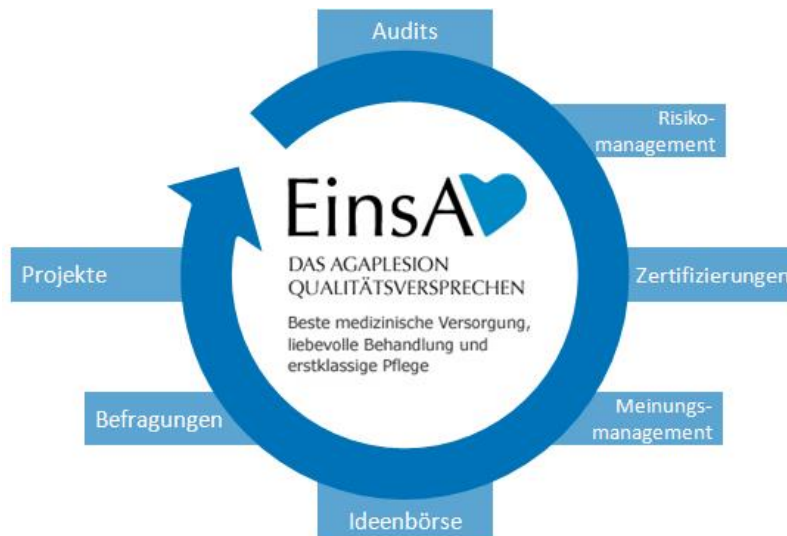 Audits
Risiko-
management
Zertifizierungen
Meinungs-
management
Ideenbörse
Befragungen
Projekte
EinsA
DAS AGAPLESION
QUALITÄTSVERSPRECHEN
Beste medizinische Versorgung,
liebevolle Behandlung und
erstklassige Pflege